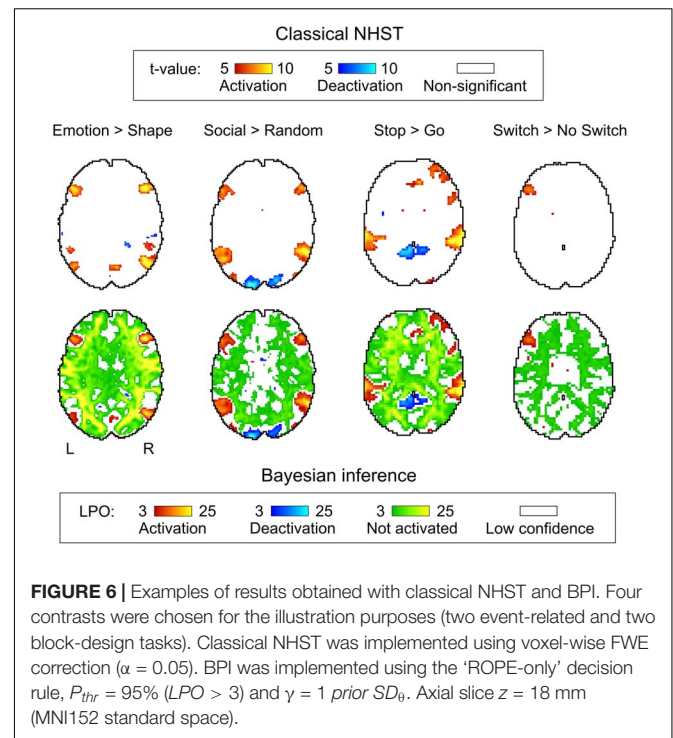 Classical NHST
t-value: 5 10 5 10
Activation Deactivation Non-significant
Emotion > Shape Social > Random Stop > Go Switch > No Switch
L R
Bayesian inference
LPO: 3 25 3 25 3 25
Activation Deactivation Not activated Low confidence
FIGURE 6 | Examples of results obtained with classical NHST and BPI. Four
contrasts were chosen for the illustration purposes (two event-related and two
block-design tasks). Classical NHST was implemented using voxel-wise FWE
correction (α = 0.05). BPI was implemented using the ‘ROPE-only’ decision
rule, Pthr = 95% (LPO > 3) and γ = 1 prior SDθ. Axial slice z = 18 mm
(MNI152 standard space).